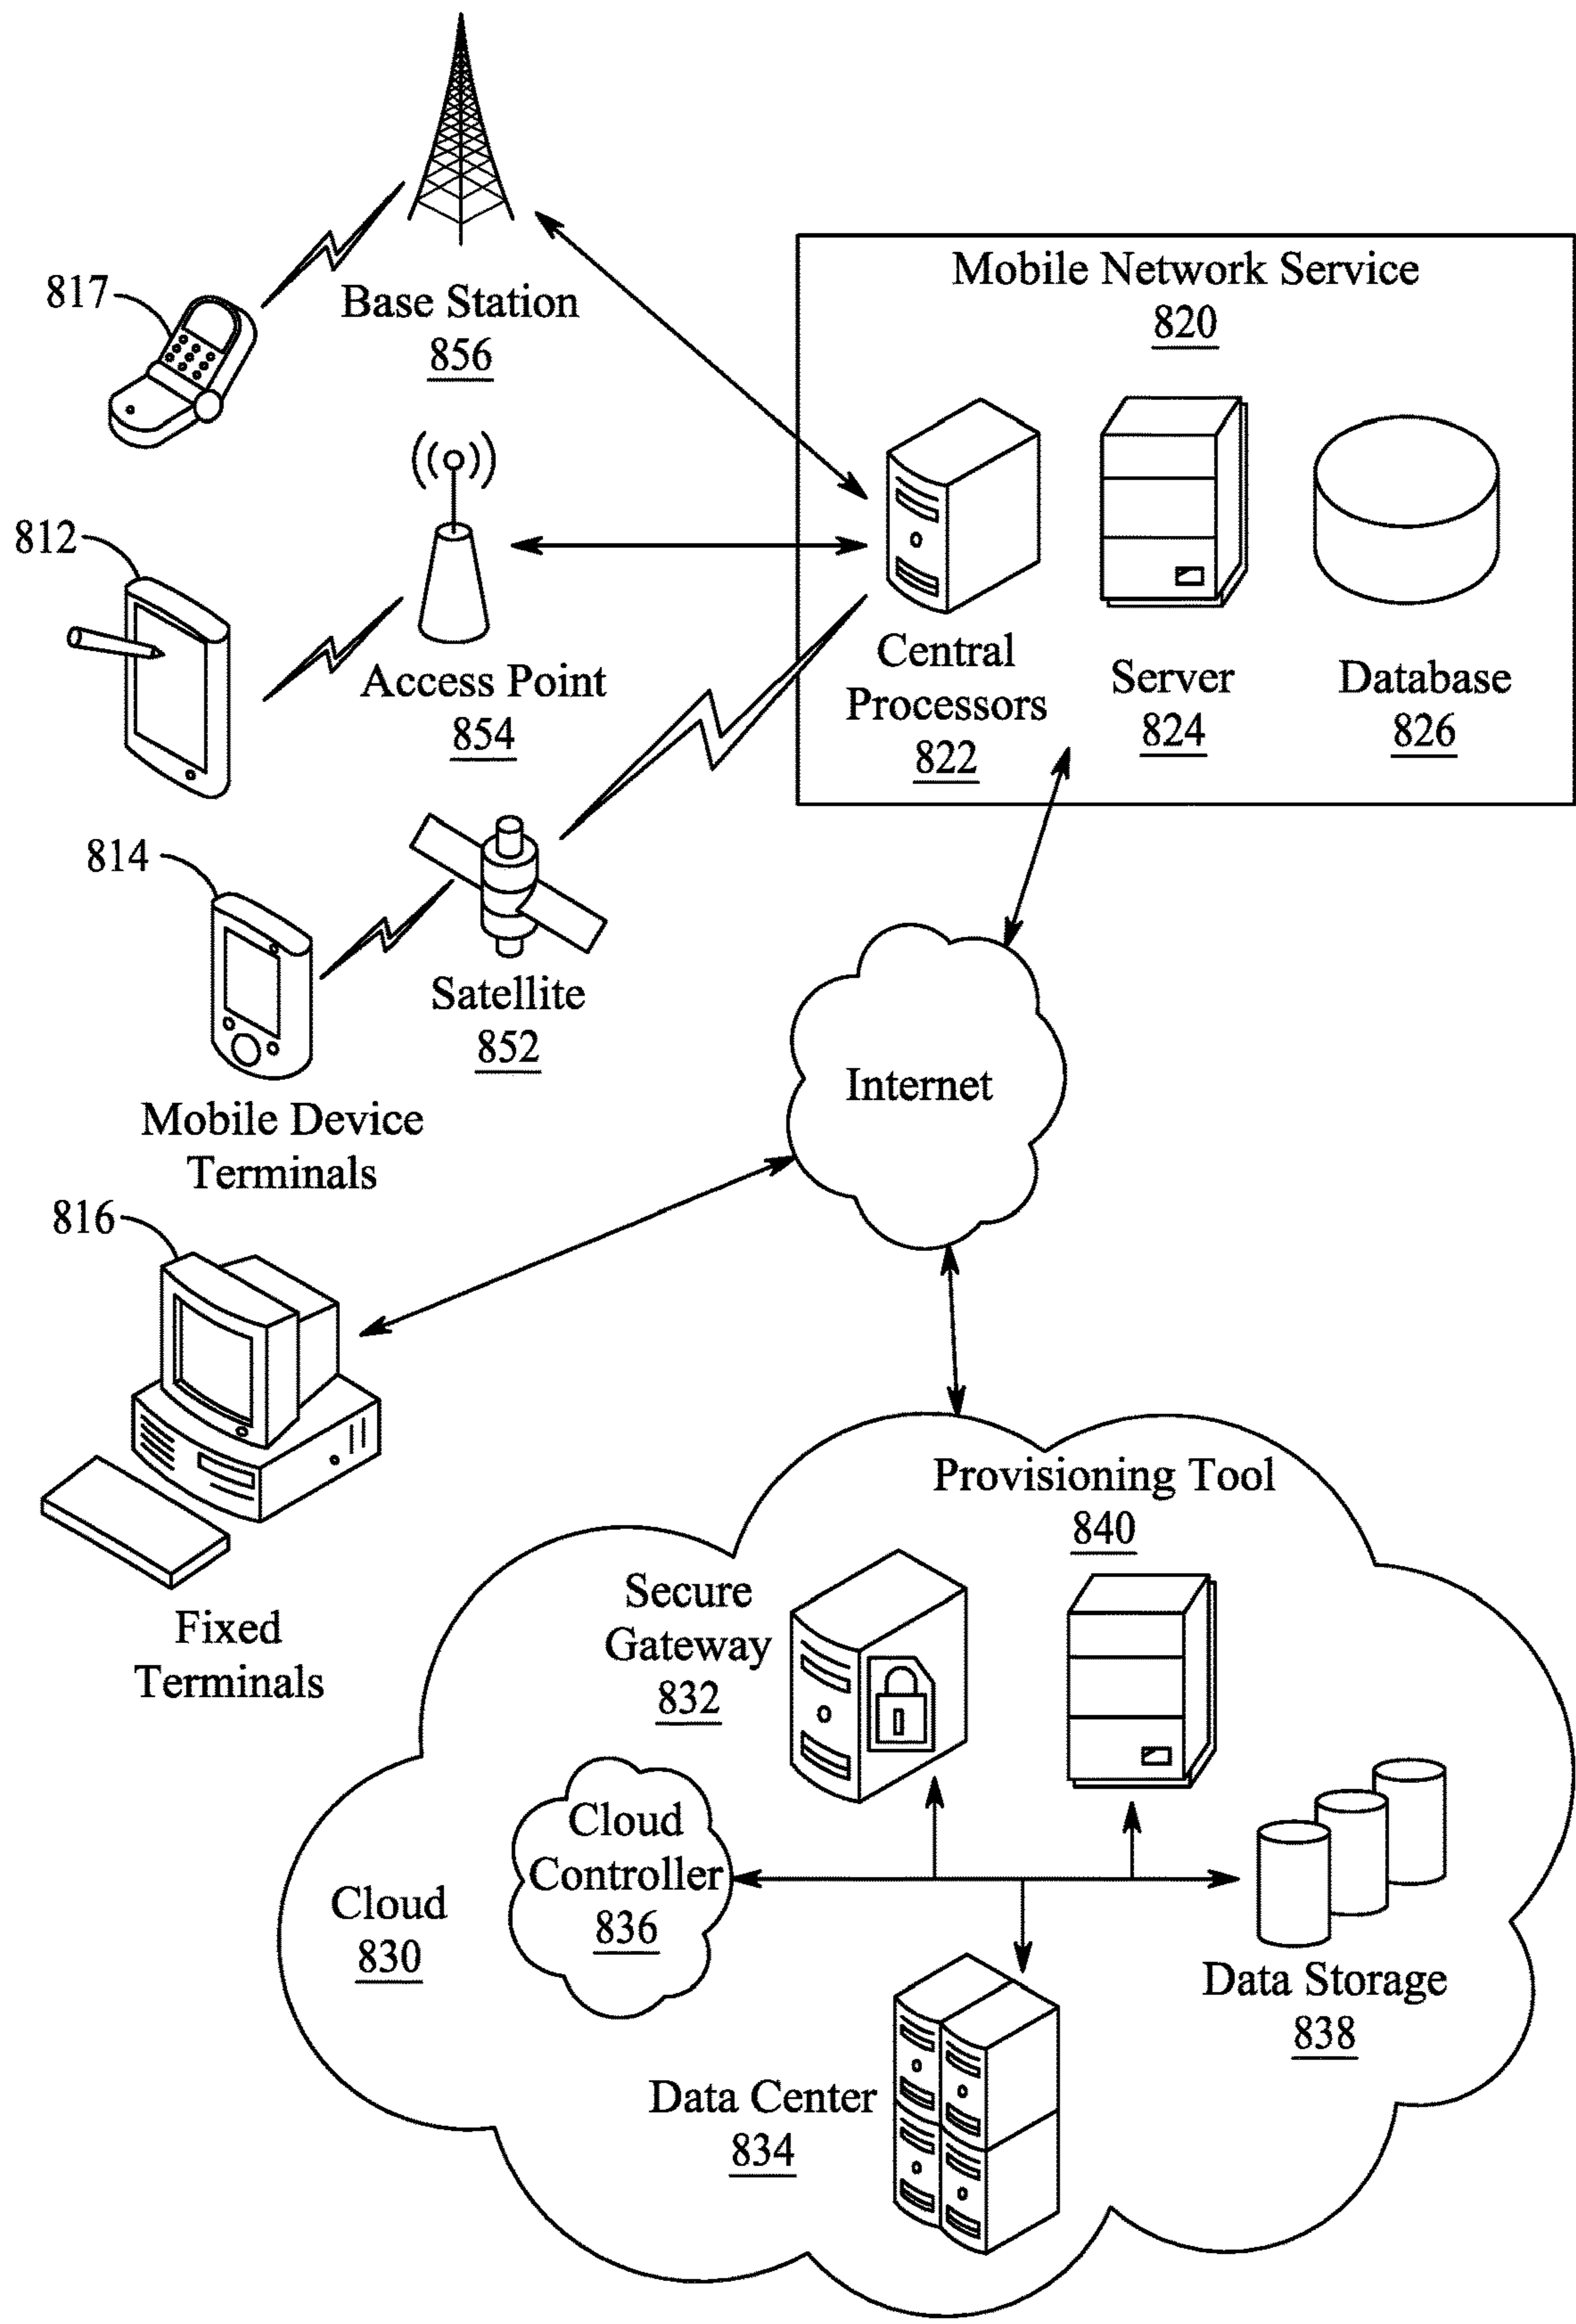 817
Base Station
856
Mobile Network Service
820
812
Access Point
854
Central
Processors
822
Server
824
Database
826
814
Satellite
852
Mobile Device
Terminals
Internet
816
Fixed
Terminals
Provisioning Tool
840
Secure
Gateway
832
Cloud
Controller
836
Cloud
830
Data Storage
838
Data Center
834